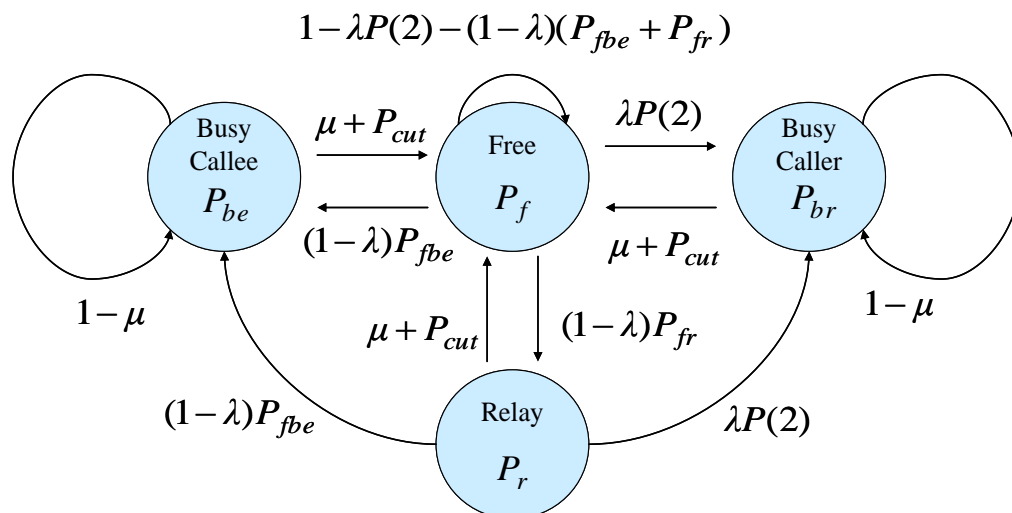 1−λP(2)−(1−λ)(P_fbe + P_fr)
Busy
Callee
P_be
μ + P_cut
Free
P_f
λP(2)
Busy
Caller
P_br
(1−λ)P_fbe
μ + P_cut
1−μ
μ + P_cut
(1−λ)P_fr
1−μ
(1−λ)P_fbe
Relay
P_r
λP(2)